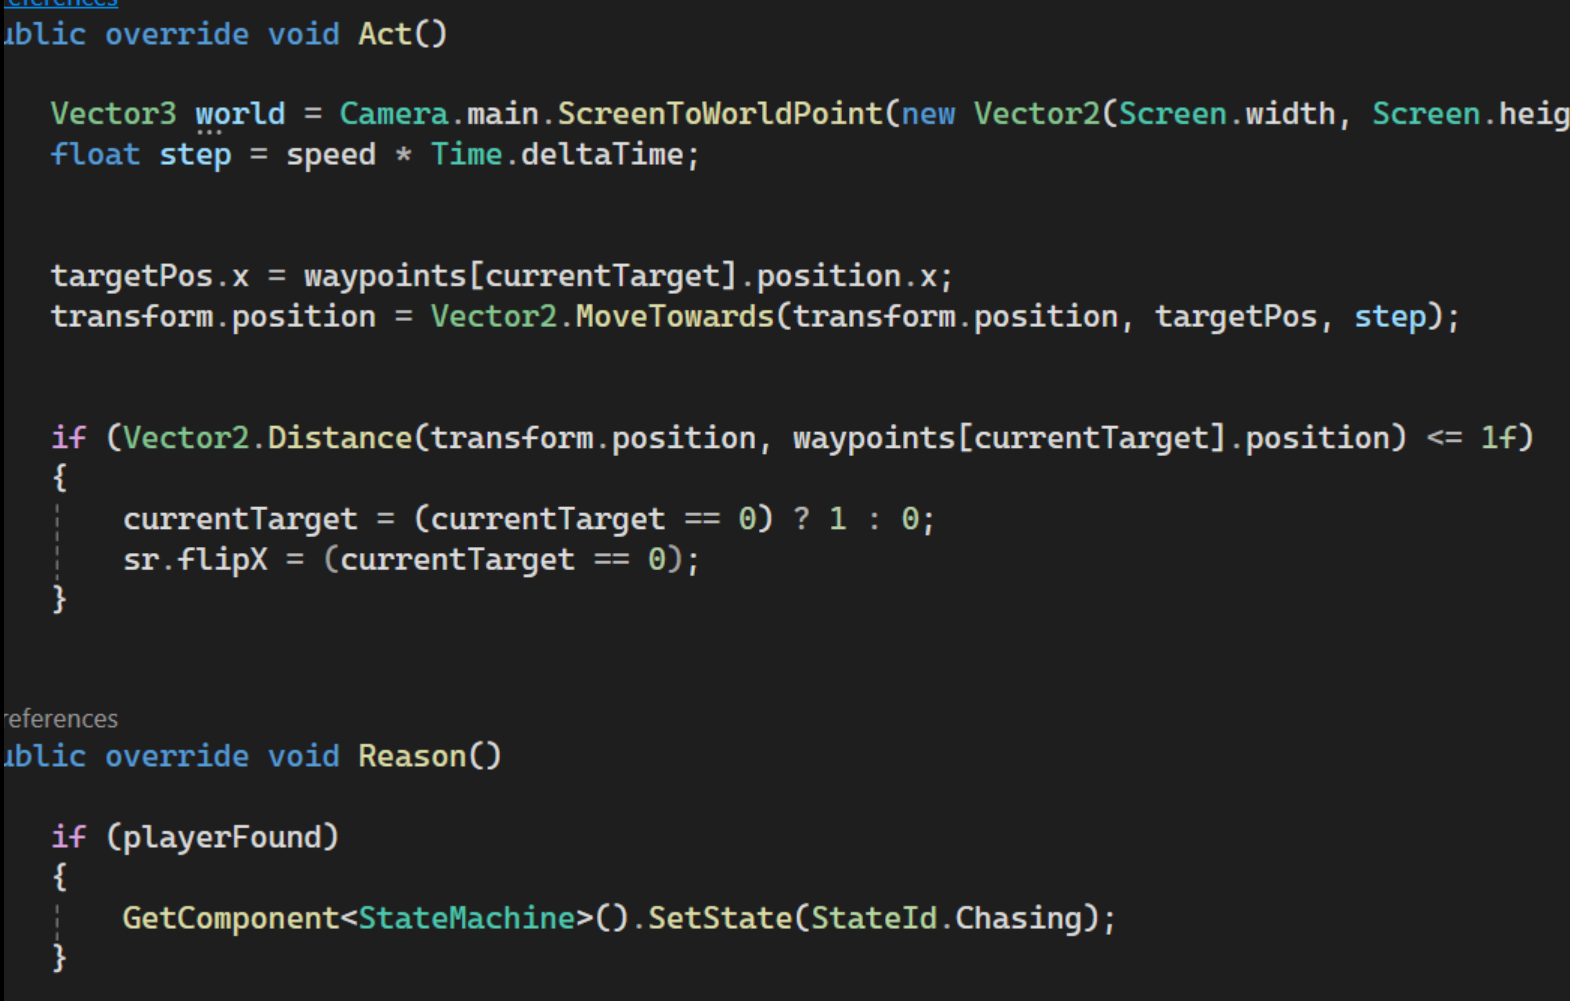 ublic override void Act()
Vector3 world = Camera.main.ScreenToWorldPoint(new Vector2(Screen.width, Screen.heig
float step = speed * Time.deltaTime;
targetPos.x = waypoints[currentTarget].position.x;
transform.position = Vector2.MoveTowards(transform.position, targetPos, step);
if (Vector2.Distance(transform.position, waypoints[currentTarget].position) <= 1f)
{
currentTarget = (currentTarget == 0) ? 1 : 0;
sr.flipX = (currentTarget == 0);
}
references
ublic override void Reason()
if (playerFound)
{
GetComponent<StateMachine>().SetState(StateId.Chasing);
}